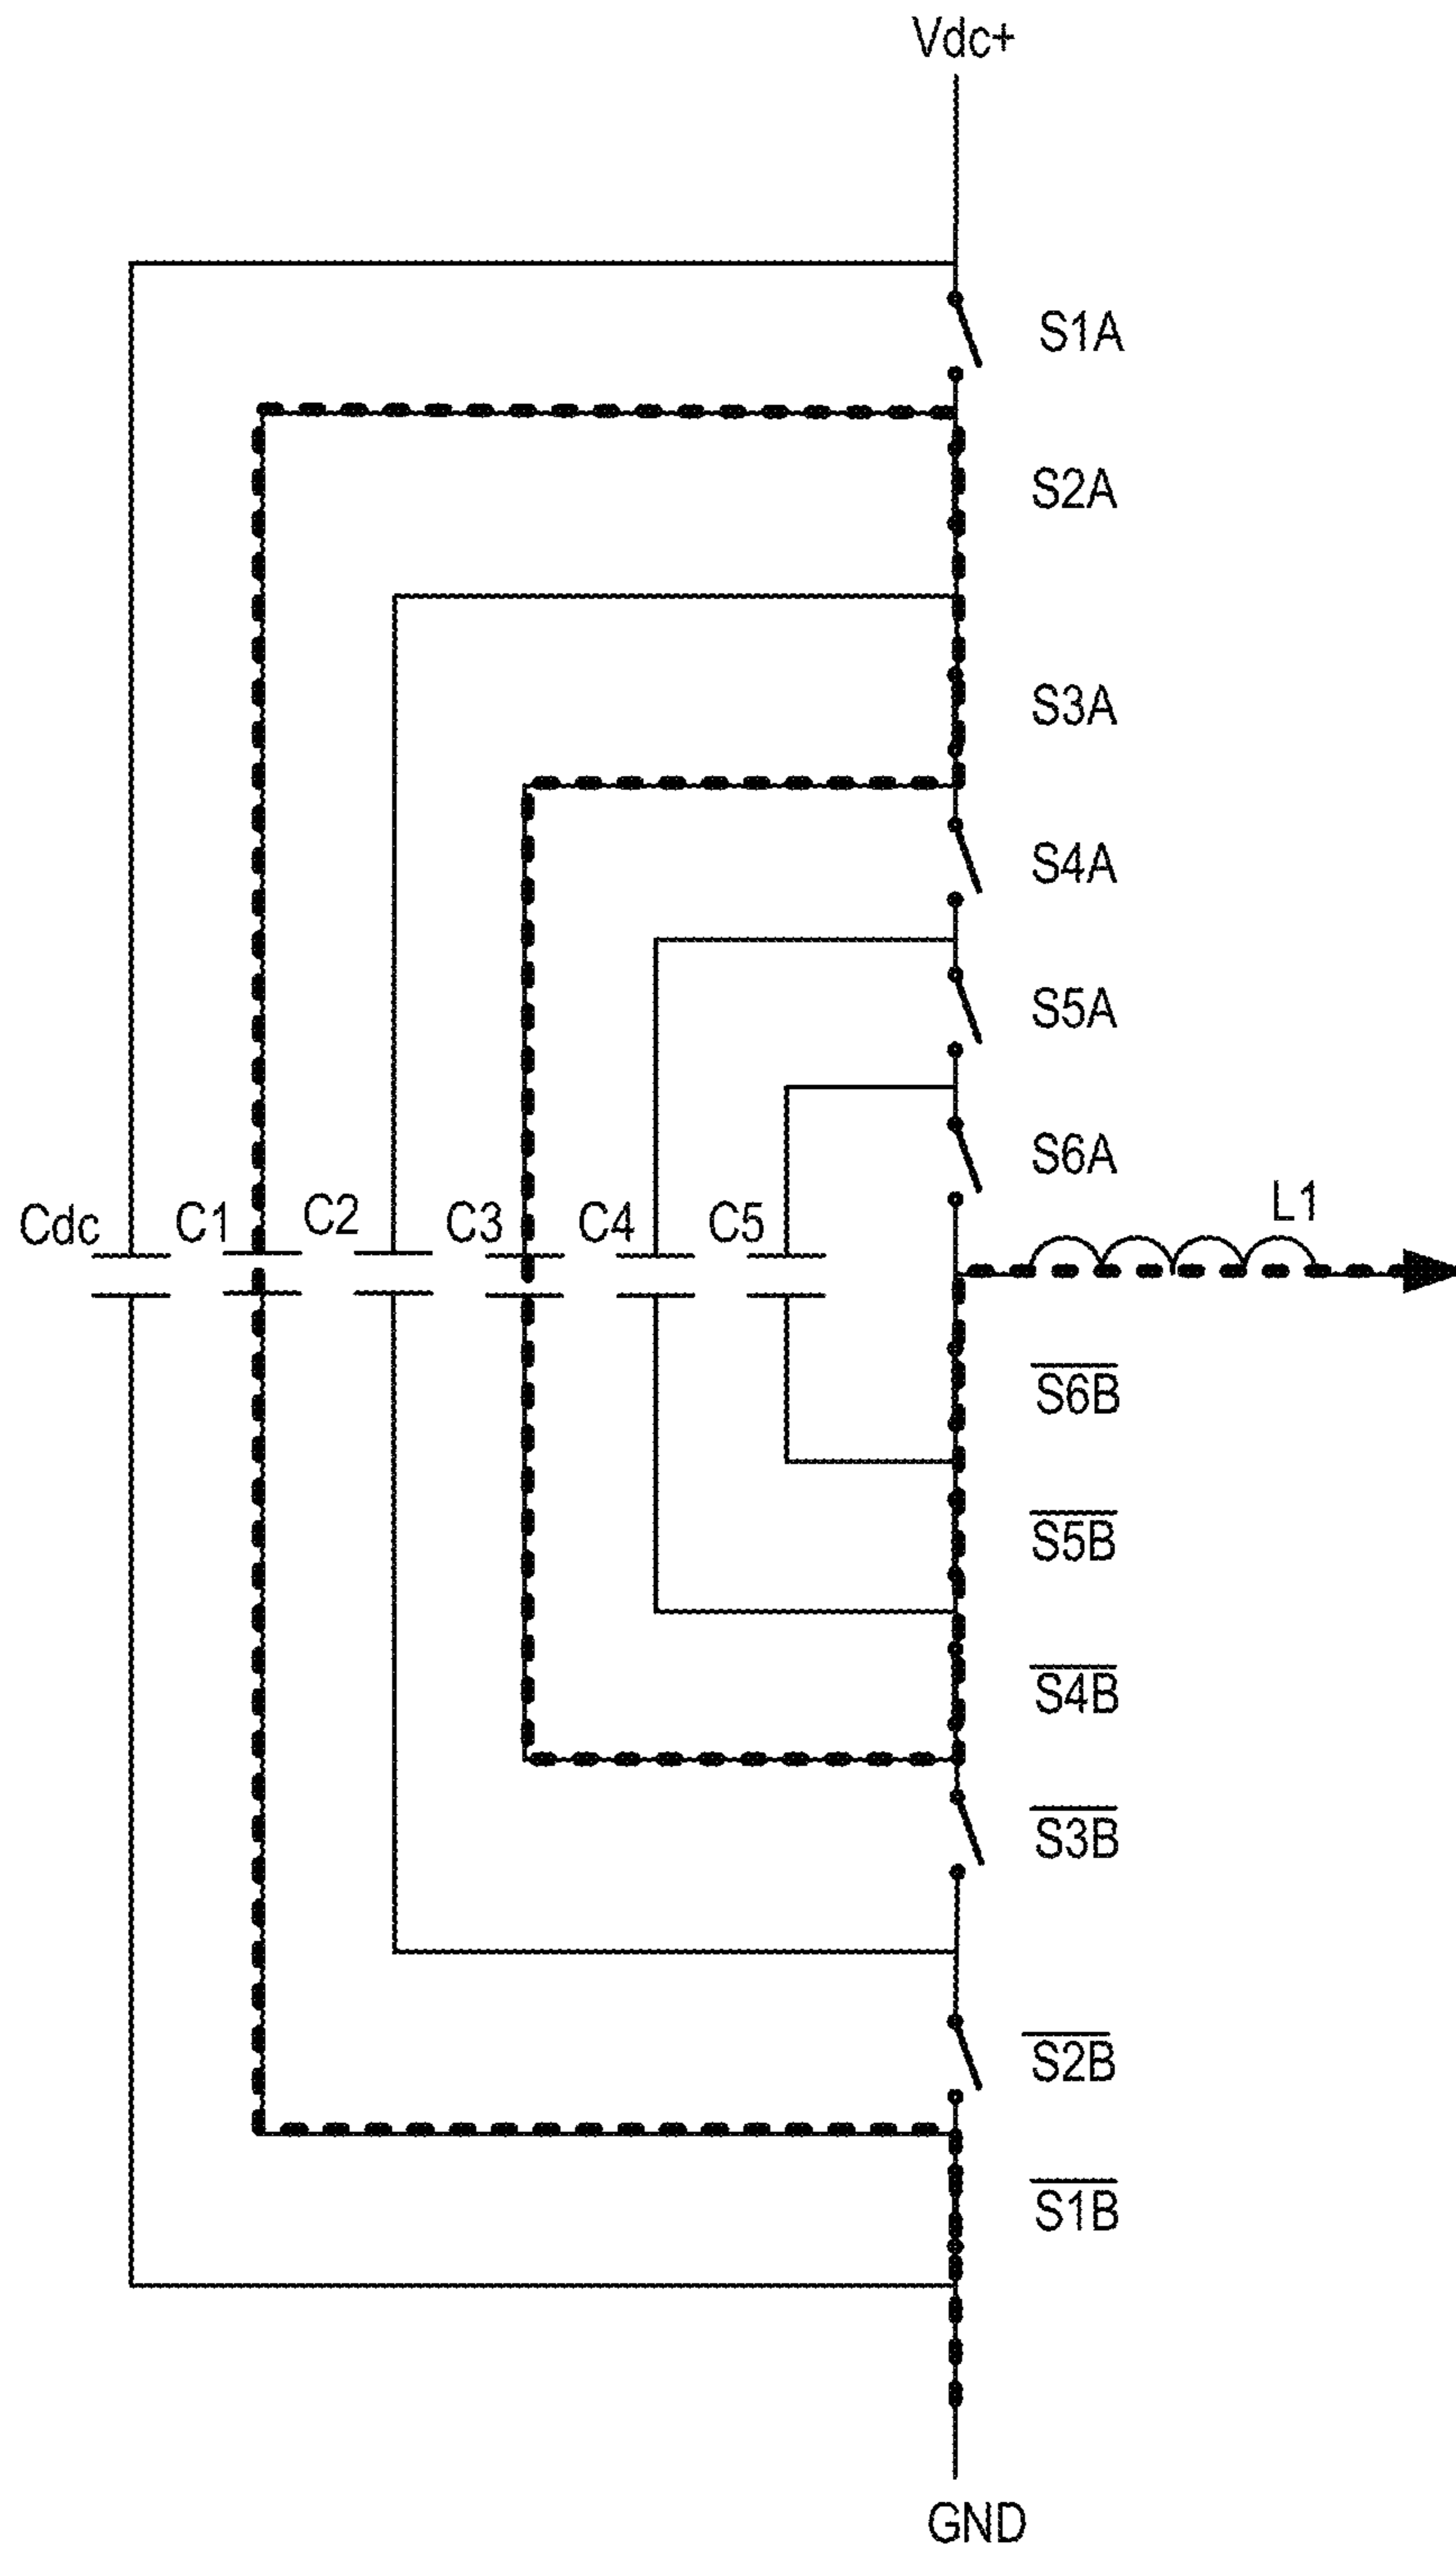 Vdc+
S1A
S2A
S3A
S4A
S5A
S6A
L1
Cdc C1 C2 C3 C4 C5
S6B
S5B
S4B
S3B
S2B
S1B
GND